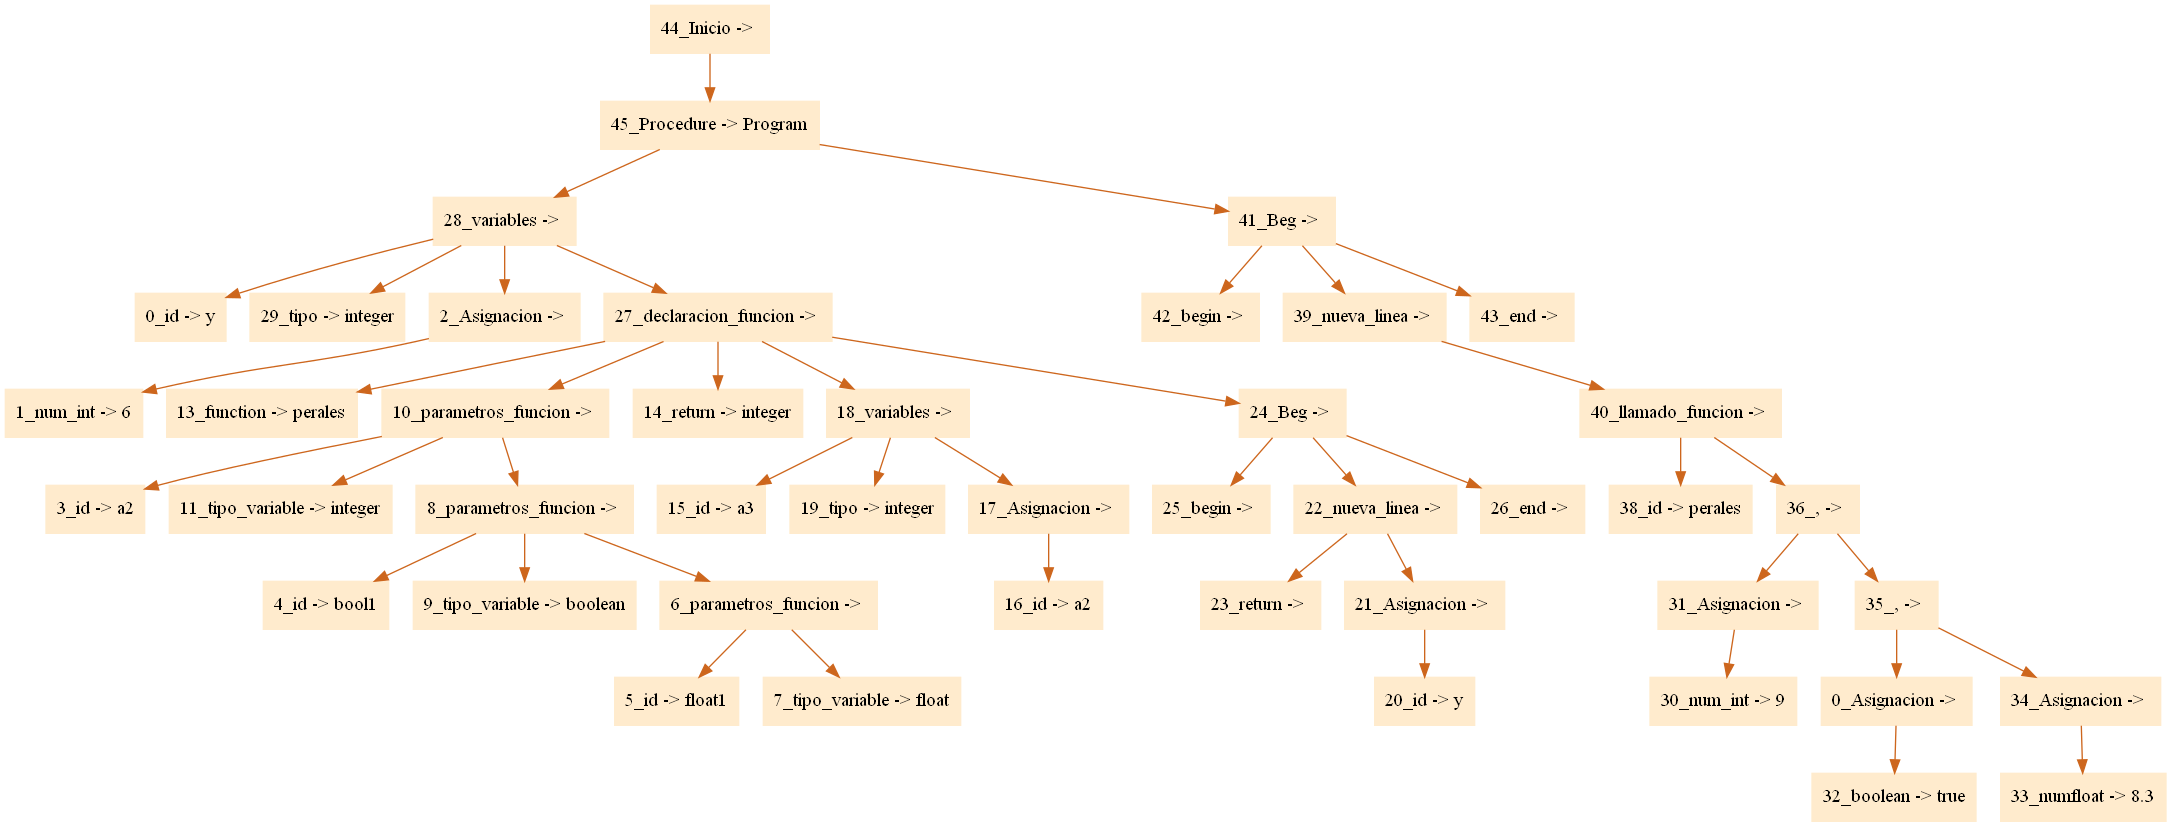 44_Inicio ->
45_Procedure -> Program
28_variables ->
41_Beg ->
0_id -> y
29_tipo -> integer
2_Asignacion ->
27_declaracion_funcion ->
42_begin ->
39_nueva_linea ->
43_end ->
1_num_int -> 6
13_function -> perales
10_parametros_funcion ->
14_return -> integer
18_variables ->
24_Beg ->
40_llamado_funcion ->
3_id -> a2
11_tipo_variable -> integer
8_parametros_funcion ->
15_id -> a3
19_tipo -> integer
17_Asignacion ->
25_begin ->
22_nueva_linea ->
26_end ->
38_id -> perales
36_, ->
4_id -> bool1
9_tipo_variable -> boolean
6_parametros_funcion ->
16_id -> a2
23_return ->
21_Asignacion ->
31_Asignacion ->
35_, ->
5_id -> float1
7_tipo_variable -> float
20_id -> y
30_num_int -> 9
0_Asignacion ->
34_Asignacion ->
32_boolean -> true
33_numfloat -> 8.3